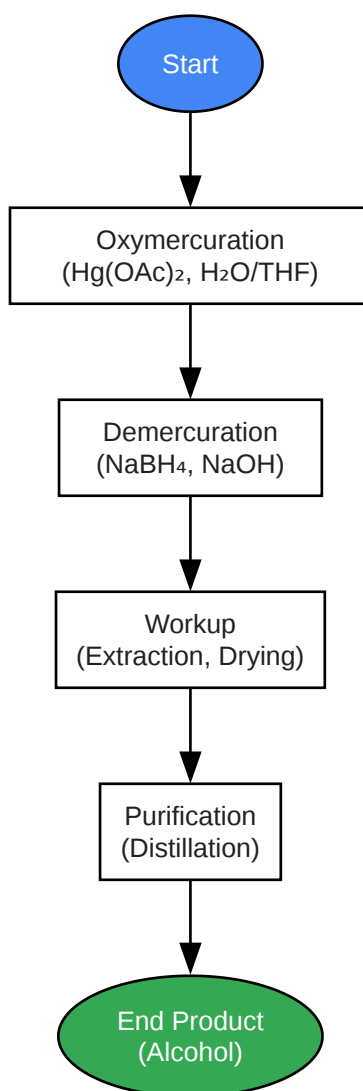 Start
Oxymercuration
(Hg(OAc)₂, H₂O/THF)
Demercuration
(NaBH₄, NaOH)
Workup
(Extraction, Drying)
Purification
(Distillation)
End Product
(Alcohol)